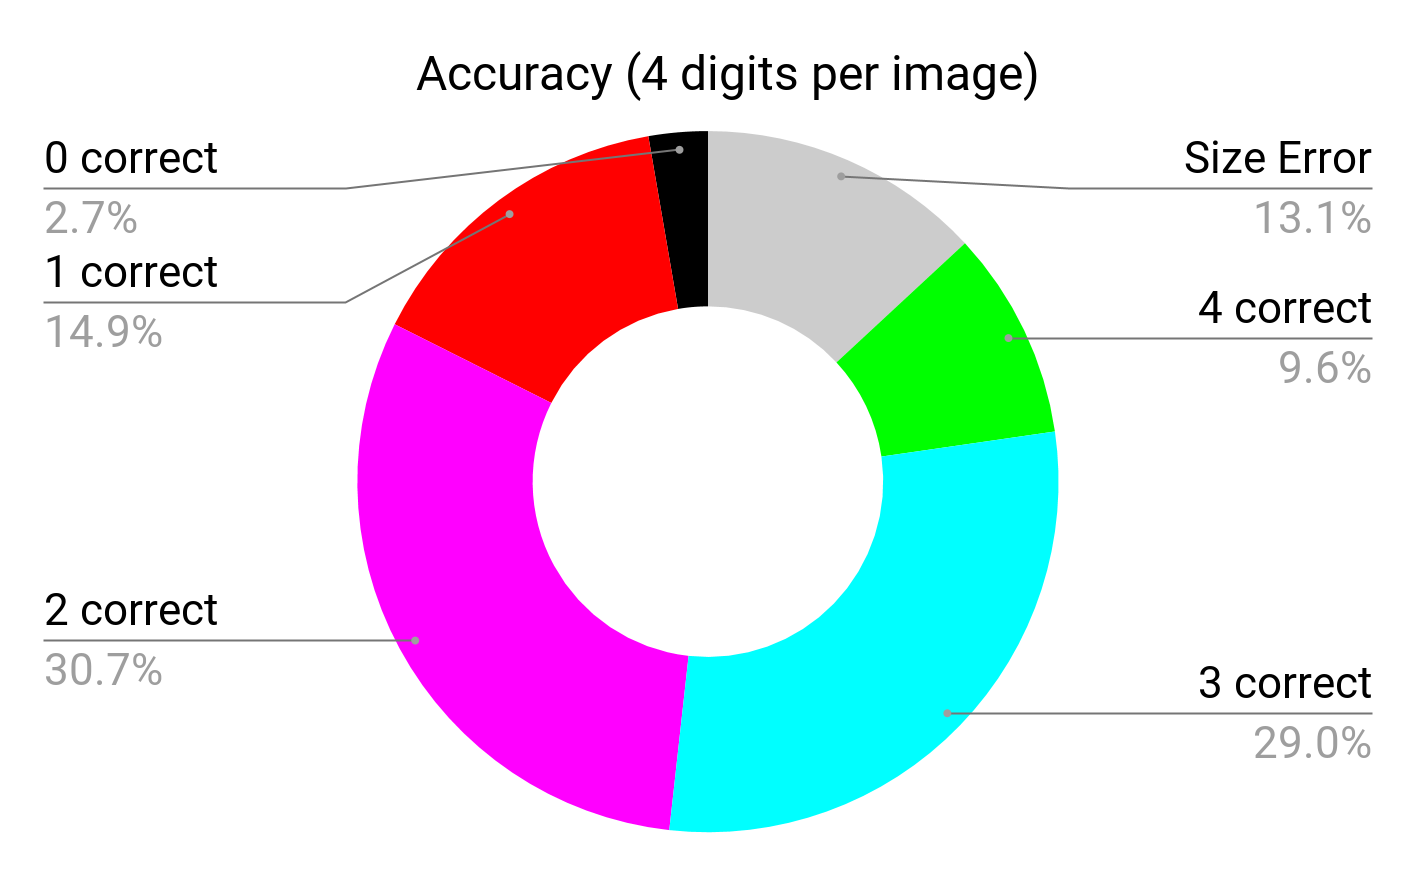 Accuracy (4 digits per image)
0 correct
2.7%
1 correct
14.9%
2 correct
30.7%
Size Error
13.1%
4 correct
9.6%
3 correct
29.0%